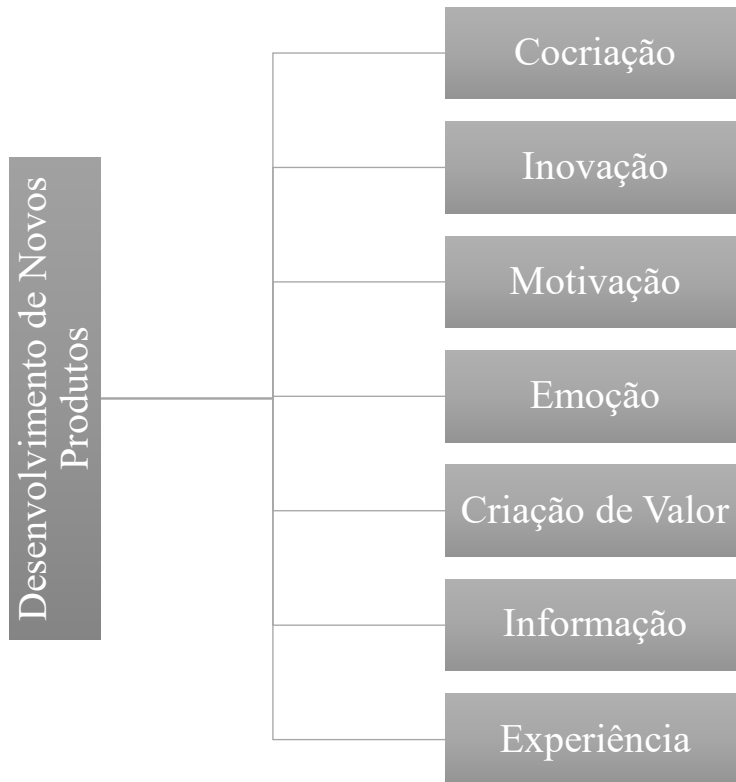 Desenvolvimento de Novos
Produtos
Cocriação
Inovação
Motivação
Emoção
Criação de Valor
Informação
Experiência